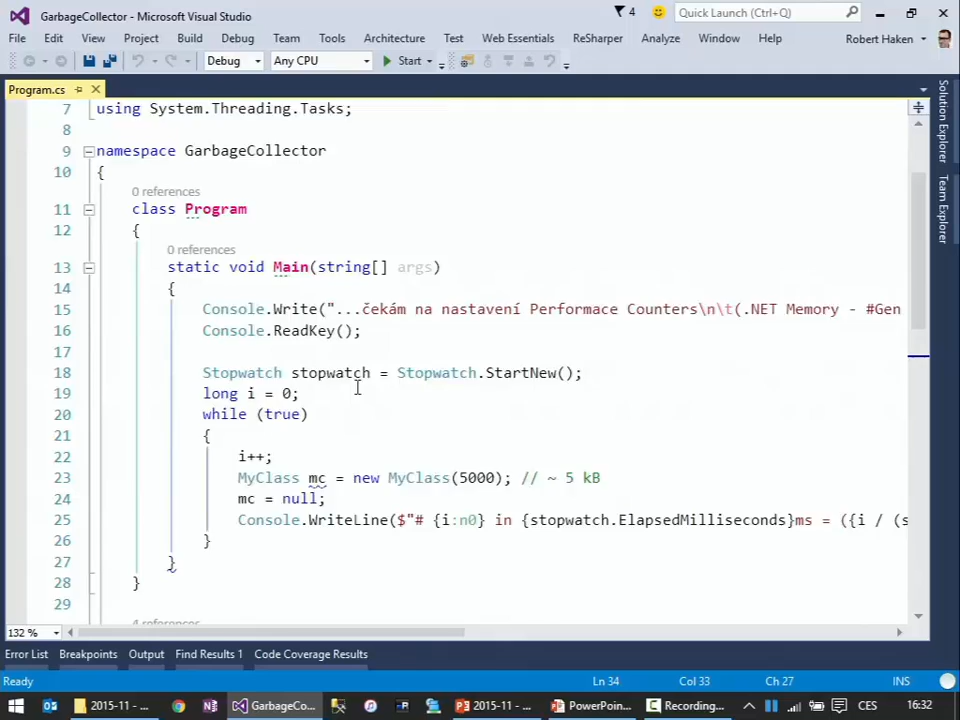 GarbageCollector - Microsoft Visual Studio
4
Quick Launch (Ctrl+Q)
File Edit View Project Build Debug Team Tools Architecture Test Web Essentials ReSharper Analyze Window Help Robert Haken
Debug Any CPU Start
Program.cs
7 using System.Threading.Tasks;
8
9 namespace GarbageCollector
10 {
0 references
11 class Program
12 {
0 references
13 static void Main(string[] args)
14 {
15 Console.Write("...čekám na nastavení Performace Counters\n\t(.NET Memory - #Gen
16 Console.ReadKey();
17
18 Stopwatch stopwatch = Stopwatch.StartNew();
19 long i = 0;
20 while (true)
21 {
22 i++;
23 MyClass mc = new MyClass(5000); // ~ 5 kB
24 mc = null;
25 Console.WriteLine($"# {i:n0} in {stopwatch.ElapsedMilliseconds}ms = ({i / (s
26 }
27 }
28 }
29
4 references
132 %
Solution Explorer
Team Explorer
Error List Breakpoints Output Find Results 1 Code Coverage Results
Ready Ln 34 Col 33 Ch 27 INS
2015-11 - ... GarbageCo... 2015-11 - ... PowerPoin... Recording... CES 16:32